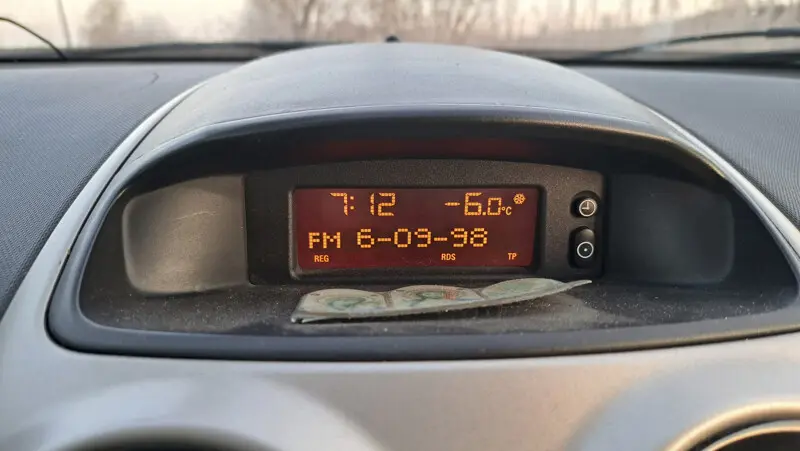 7:12 -6.0°C
FM 6-09-98
REG RDS TP